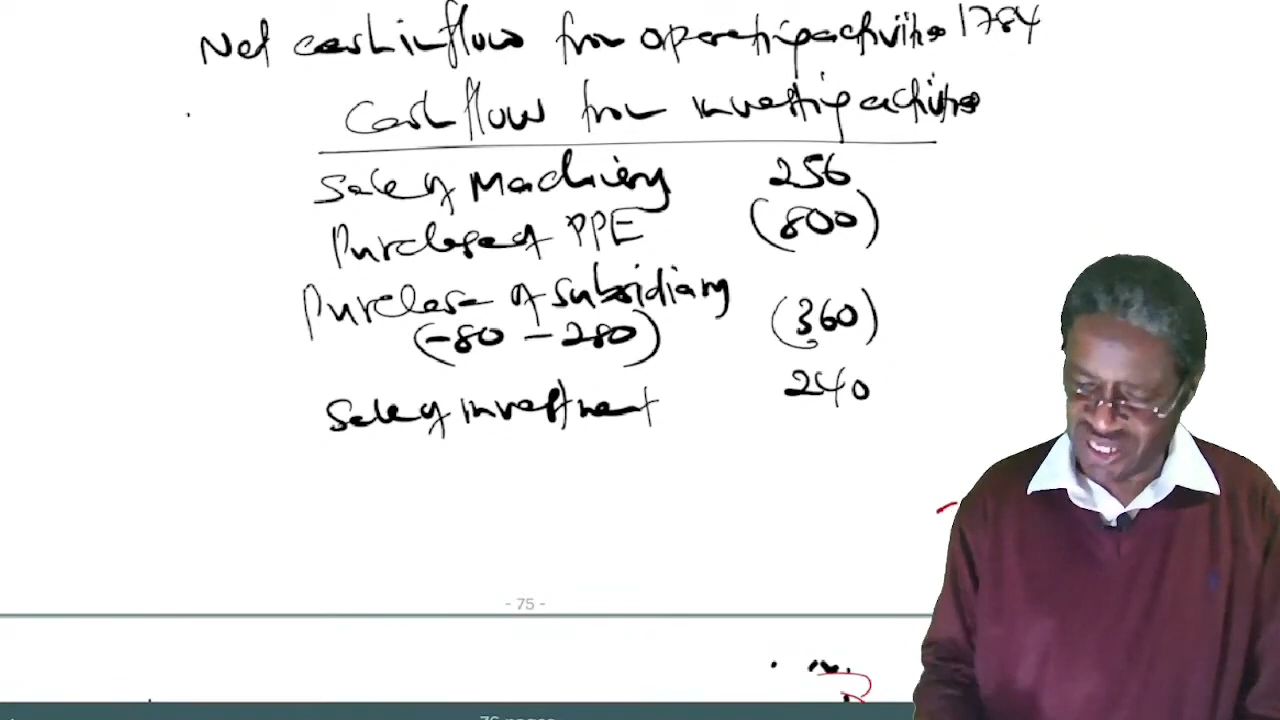 Net cash inflow from operating activities 1784
Cash flow from investing activities
Sale of Machinery 256
Purchase of PPE (800)
Purchase of subsidiary (360)
(-80 - 280)
Sale of investment 240
- 75 -